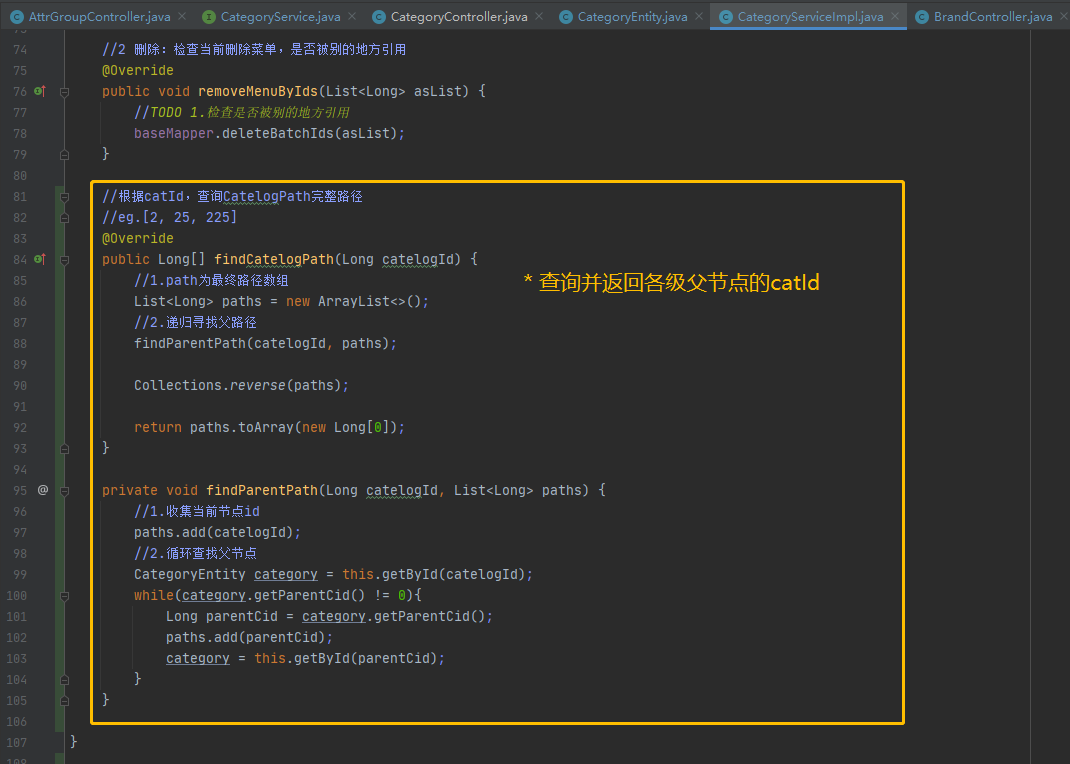 AttrGroupController.java × CategoryService.java × CategoryController.java × CategoryEntity.java × CategoryServiceImpl.java × BrandController.java ×
74 //2 删除：检查当前删除菜单，是否被别的地方引用
75 @Override
76 public void removeMenuByIds(List<Long> asList) {
77 //TODO 1.检查是否被别的地方引用
78 baseMapper.deleteBatchIds(asList);
79 }
80
81 //根据catId，查询CatelogPath完整路径
82 //eg.[2, 25, 225]
83 @Override
84 public Long[] findCatelogPath(Long catelogId) {
85 //1.path为最终路径数组
* 查询并返回各级父节点的catId
86 List<Long> paths = new ArrayList<>();
87 //2.递归寻找父路径
88 findParentPath(catelogId, paths);
89
90 Collections.reverse(paths);
91
92 return paths.toArray(new Long[0]);
93 }
94
95 @ private void findParentPath(Long catelogId, List<Long> paths) {
96 //1.收集当前节点id
97 paths.add(catelogId);
98 //2.循环查找父节点
99 CategoryEntity category = this.getById(catelogId);
100 while(category.getParentCid() != 0){
101 Long parentCid = category.getParentCid();
102 paths.add(parentCid);
103 category = this.getById(parentCid);
104 }
105 }
106
107 }